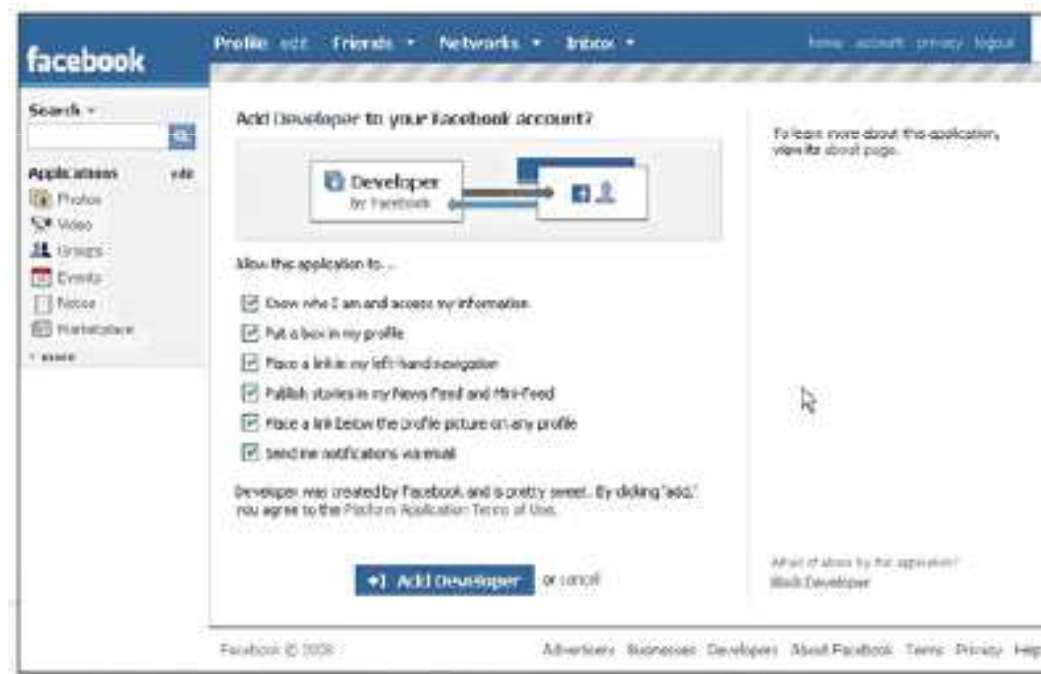 facebook
Profile edit Friends Networks Inbox
home account privacy logout
Search
Applications edit
Photos
Video
Groups
Events
Notes
Marketplace
more
Add Developer to your Facebook account?
Developer
by Facebook
Allow this application to...
Know who I am and access my information
Put a box in my profile
Place a link in my left-hand navigation
Publish stories in my News Feed and Mini-Feed
Place a link below the profile picture on any profile
Send me notifications via email
Developer was created by Facebook and is pretty sweet. By clicking "add,"
you agree to the Platform Application Terms of Use.
Add Developer or cancel
To learn more about this application,
view its about page.
Block Developer
Facebook © 2008
Advertisers Businesses Developers About Facebook Terms Privacy Help